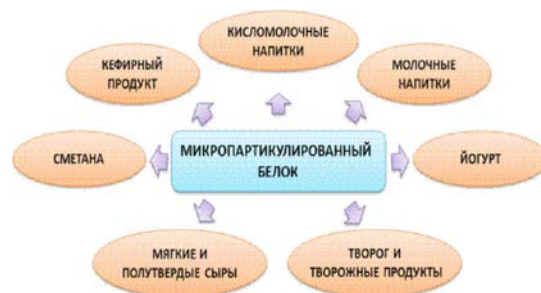 КИСЛОМОЛОЧНЫЕ
НАПИТКИ
КЕФИРНЫЙ
ПРОДУКТ
МОЛОЧНЫЕ
НАПИТКИ
СМЕТАНА
МИКРОПАРТИКУЛИРОВАННЫЙ
БЕЛОК
ЙОГУРТ
МЯГКИЕ И
ПОЛУТВЕРДЫЕ СЫРЫ
ТВОРОГ И
ТВОРОЖНЫЕ ПРОДУКТЫ